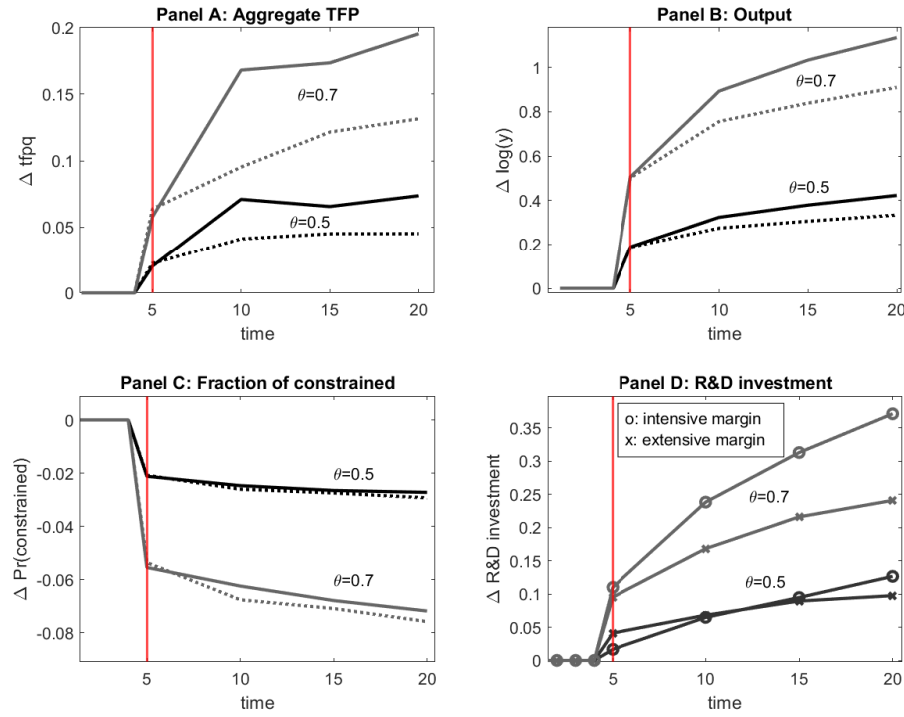 Panel A: Aggregate TFP
Δ tfpq
0.2
0.15
0.1
0.05
0
θ=0.7
θ=0.5
5
10
15
20
time
Panel B: Output
Δ log(y)
1
0.8
0.6
0.4
0.2
0
θ=0.7
θ=0.5
5
10
15
20
time
Panel C: Fraction of constrained
Δ Pr(constrained)
0
-0.02
-0.04
-0.06
-0.08
θ=0.5
θ=0.7
5
10
15
20
time
Panel D: R&D investment
Δ R&D investment
0.35
0.3
0.25
0.2
0.15
0.1
0.05
0
o: intensive margin
x: extensive margin
θ=0.7
θ=0.5
5
10
15
20
time